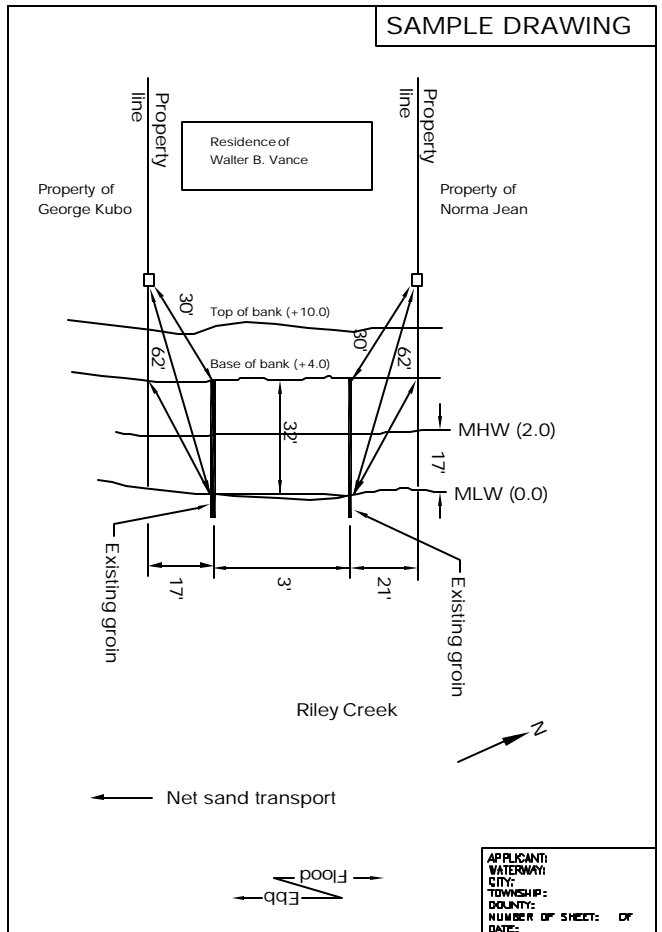 SAMPLE DRAWING
Property
line
Property
line
Residence of
Walter B. Vance
Property of
George Kubo
Property of
Norma Jean
30'
Top of bank (+10.0)
30'
62'
Base of bank (+4.0)
62'
32'
MHW (2.0)
17'
MLW (0.0)
Existing groin
17'
3'
21'
Existing groin
Riley Creek
N
Net sand transport
Flood
Ebb
APPLICANT:
WATERWAY:
CITY:
TOWNSHIP:
COUNTY:
NUMBER OF SHEET: OF
DATE: